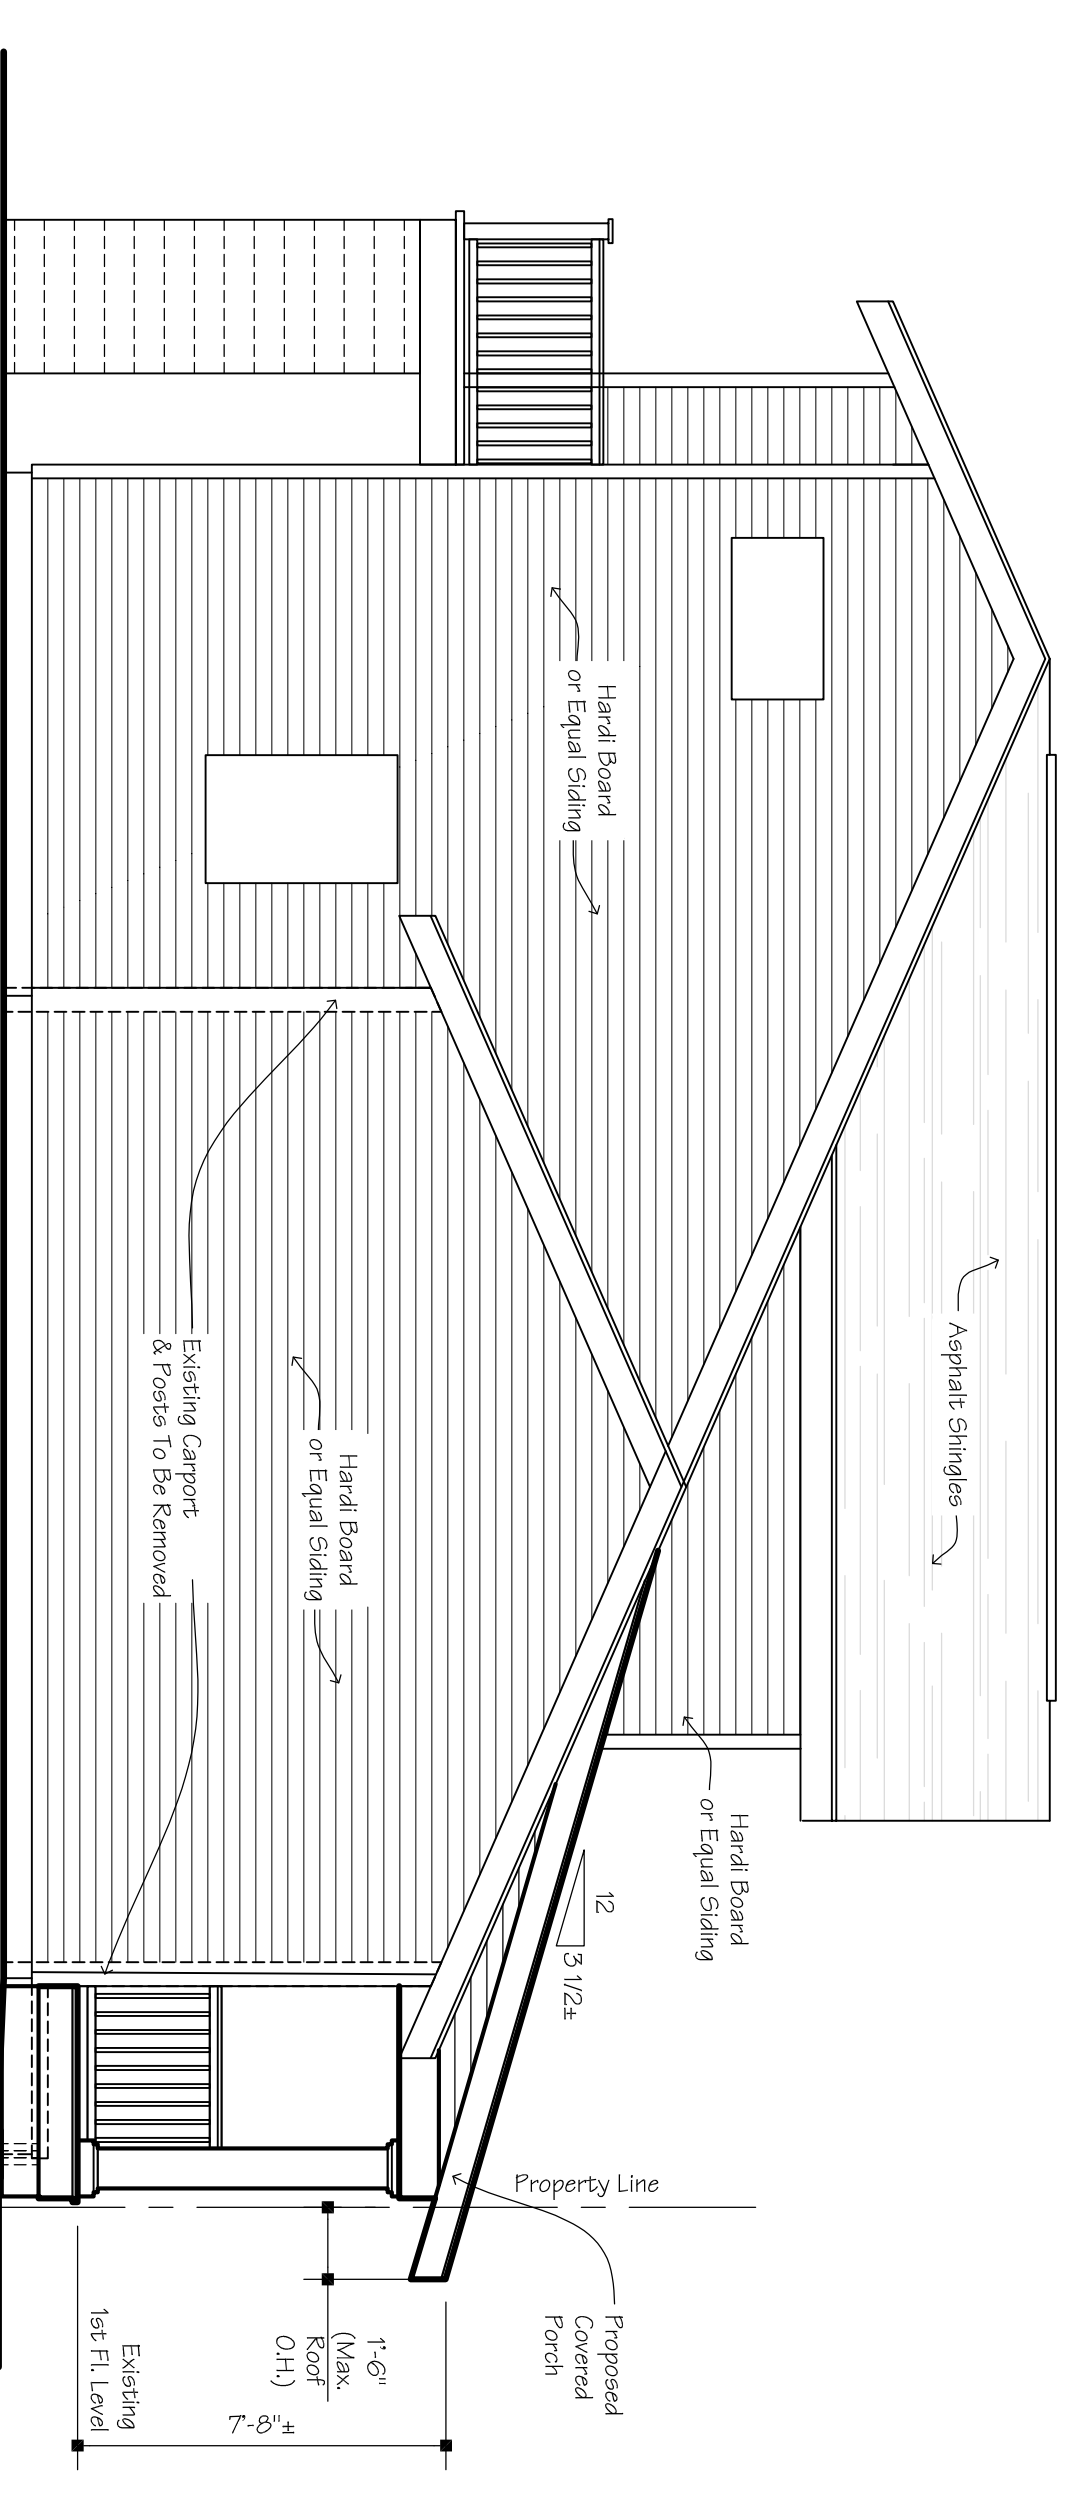 Asphalt Shingles
Hardi Board
or Equal Siding
Hardi Board
or Equal Siding
12
3 1/2±
Property Line
Proposed
Covered
Porch
Hardi Board
or Equal Siding
Existing Carport
& Posts To Be Removed
1'-6"
(Max.
Roof
O.H.)
7'-8"±
Existing
1st Fl. Level